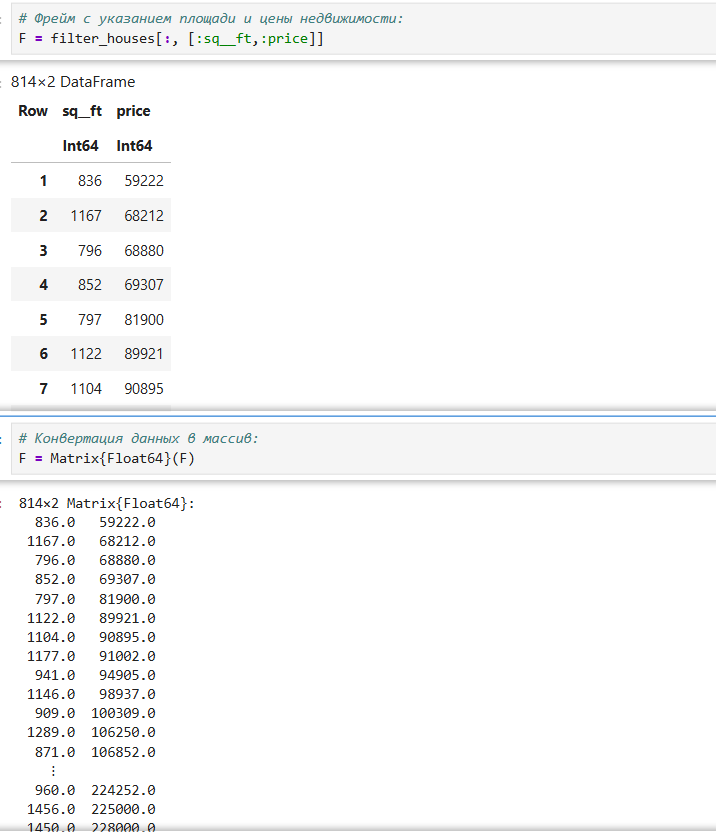 # Фрейм с указанием площади и цены недвижимости:
F = filter_houses[:, [:sq__ft,:price]]
814×2 DataFrame
Row sq__ft price
Int64 Int64
1 836 59222
2 1167 68212
3 796 68880
4 852 69307
5 797 81900
6 1122 89921
7 1104 90895
# Конвертация данных в массив:
F = Matrix{Float64}(F)
814×2 Matrix{Float64}:
836.0 59222.0
1167.0 68212.0
796.0 68880.0
852.0 69307.0
797.0 81900.0
1122.0 89921.0
1104.0 90895.0
1177.0 91002.0
941.0 94905.0
1146.0 98937.0
909.0 100309.0
1289.0 106250.0
871.0 106852.0
⋮
960.0 224252.0
1456.0 225000.0
1450.0 228000.0